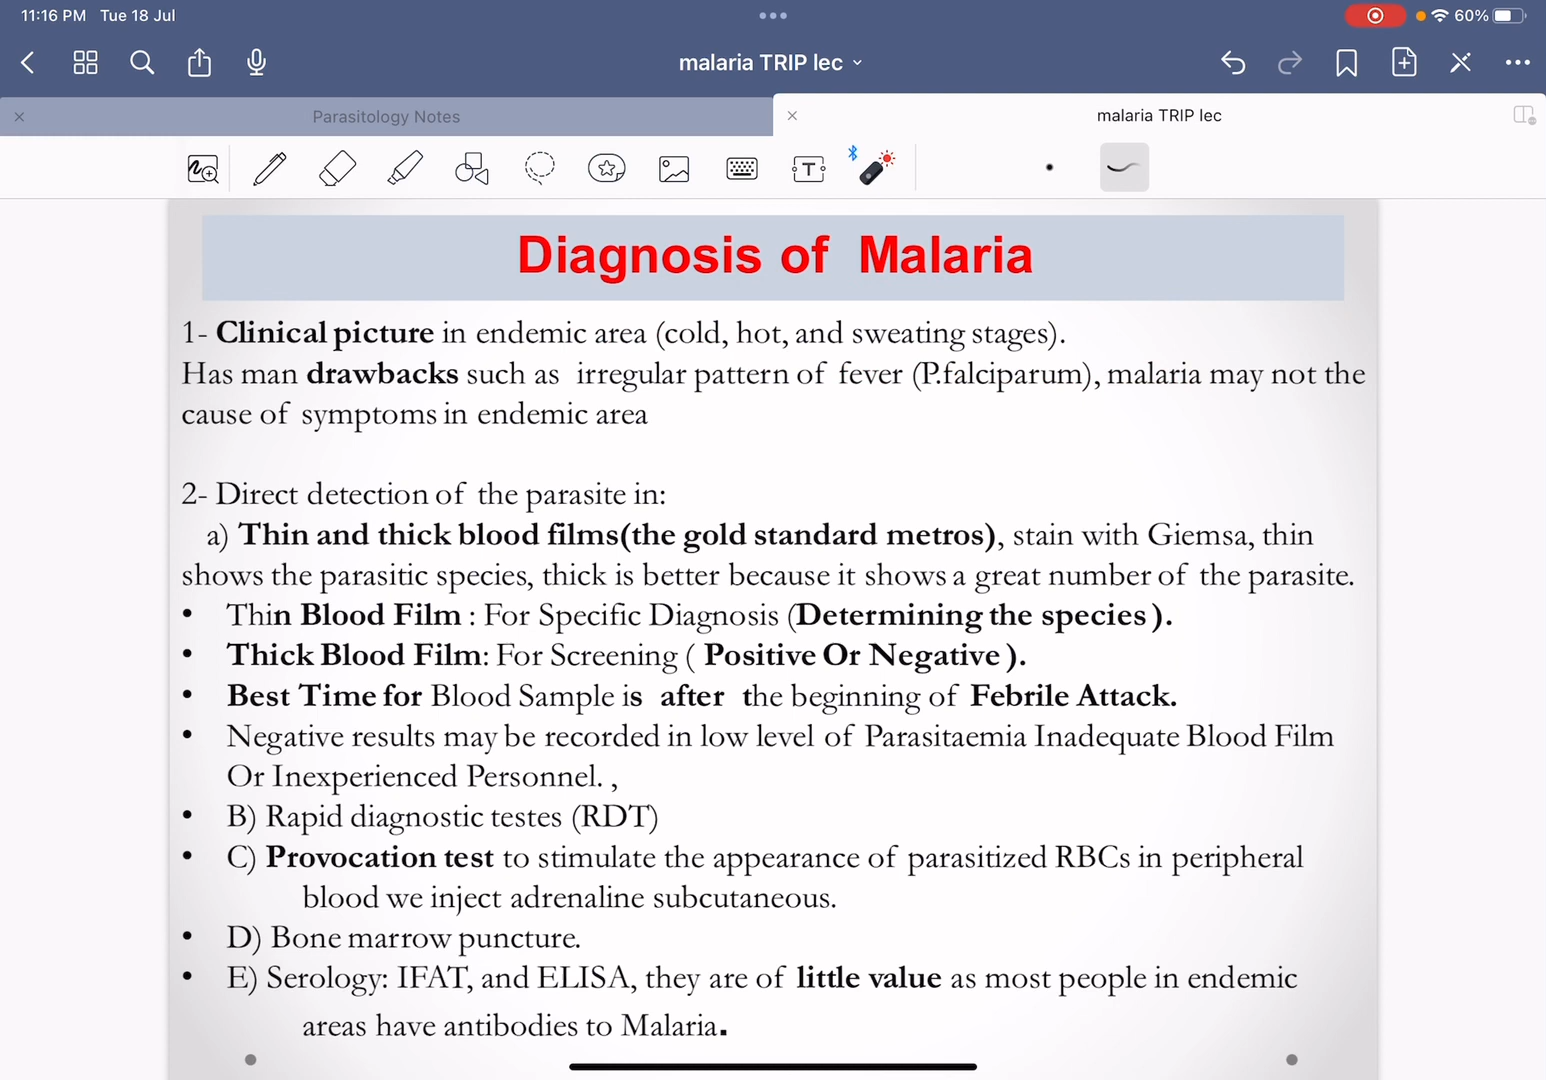 11:16 PM Tue 18 Jul
60%
malaria TRIP lec
Parasitology Notes
malaria TRIP lec
T
Diagnosis of Malaria
1- Clinical picture in endemic area (cold, hot, and sweating stages).
Has man drawbacks such as irregular pattern of fever (P.falciparum), malaria may not the
cause of symptoms in endemic area
2- Direct detection of the parasite in:
a) Thin and thick blood films(the gold standard metros), stain with Giemsa, thin
shows the parasitic species, thick is better because it shows a great number of the parasite.
• Thin Blood Film : For Specific Diagnosis (Determining the species ).
• Thick Blood Film: For Screening ( Positive Or Negative ).
• Best Time for Blood Sample is after the beginning of Febrile Attack.
• Negative results may be recorded in low level of Parasitaemia Inadequate Blood Film
Or Inexperienced Personnel. ,
• B) Rapid diagnostic testes (RDT)
• C) Provocation test to stimulate the appearance of parasitized RBCs in peripheral
blood we inject adrenaline subcutaneous.
• D) Bone marrow puncture.
• E) Serology: IFAT, and ELISA, they are of little value as most people in endemic
areas have antibodies to Malaria.